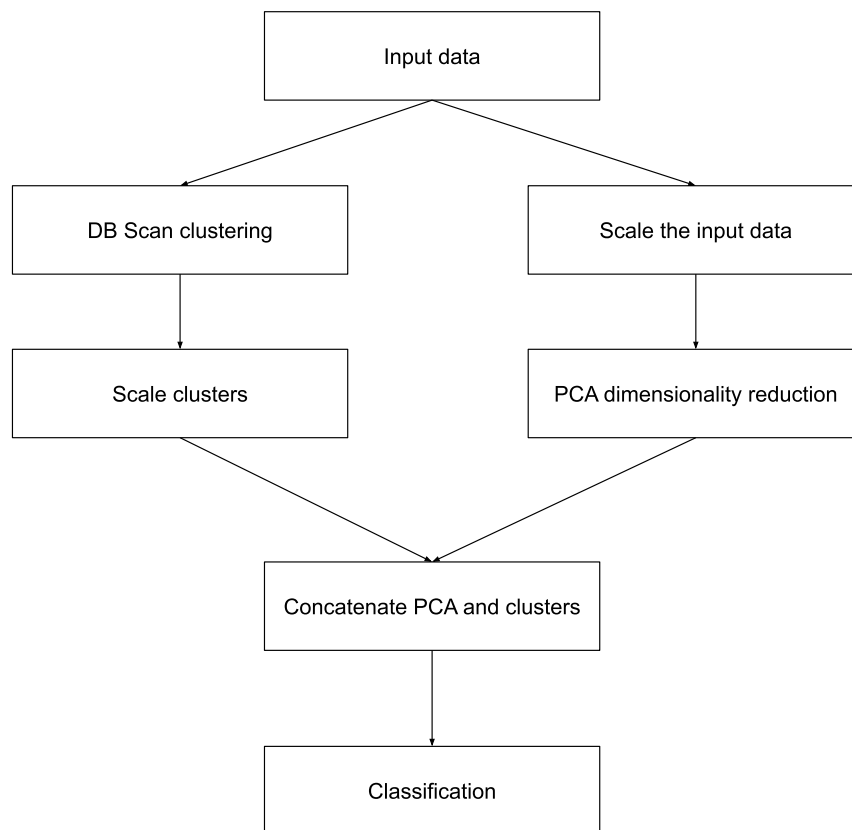 Input data
DB Scan clustering
Scale the input data
Scale clusters
PCA dimensionality reduction
Concatenate PCA and clusters
Classification